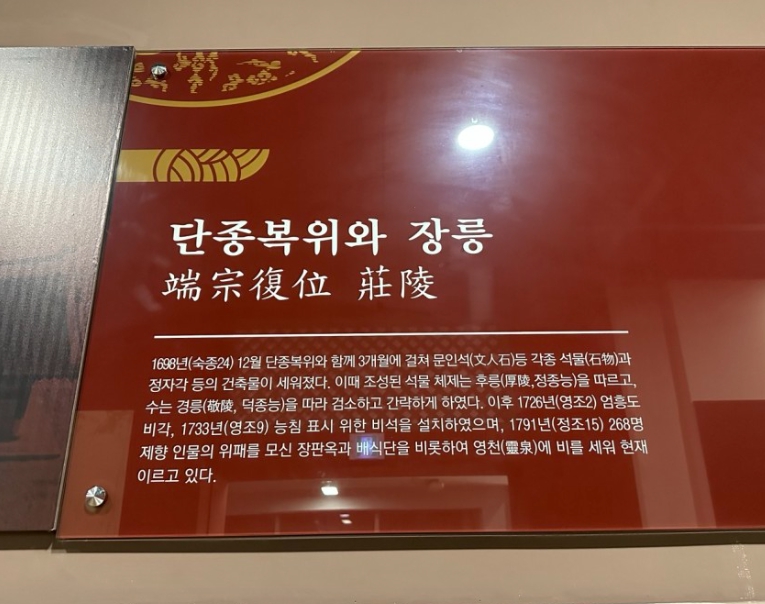 단종복위와 장릉
端宗復位 莊陵
1698년(숙종24) 12월 단종복위와 함께 3개월에 걸쳐 문인석(文人石)등 각종 석물(石物)과
정자각 등의 건축물이 세워졌다. 이때 조성된 석물 체제는 후릉(厚陵,정종능)을 따르고,
수는 경릉(敬陵, 덕종능)을 따라 검소하고 간략하게 하였다. 이후 1726년(영조2) 엄흥도
비각, 1733년(영조9) 능침 표시 위한 비석을 설치하였으며, 1791년(정조15) 268명
제향 인물의 위패를 모신 장판옥과 배식단을 비롯하여 영천(靈泉)에 비를 세워 현재
이르고 있다.